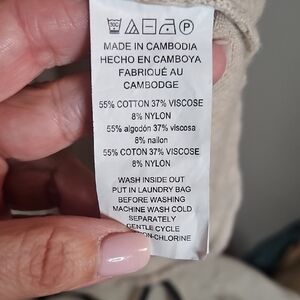 MADE IN CAMBODIA
HECHO EN CAMBOYA
FABRIQUÉ AU
CAMBODGE
55% COTTON 37% VISCOSE
8% NYLON
55% algodón 37% viscosa
8% nailon
55% COTON 37% VISCOSE
8% NYLON
WASH INSIDE OUT
PUT IN LAUNDRY BAG
BEFORE WASHING
MACHINE WASH COLD
SEPARATELY
GENTLE CYCLE
ON-CHLORINE